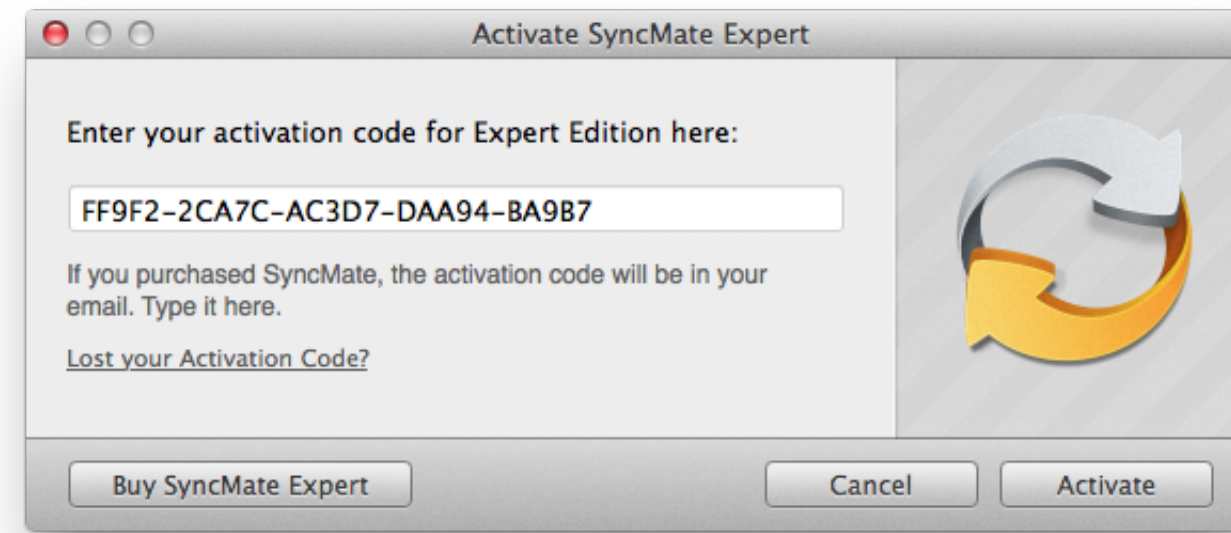 Activate SyncMate Expert
Enter your activation code for Expert Edition here:
FF9F2-2CA7C-AC3D7-DAA94-BA9B7
If you purchased SyncMate, the activation code will be in your
email. Type it here.
Lost your Activation Code?
Buy SyncMate Expert
Cancel
Activate